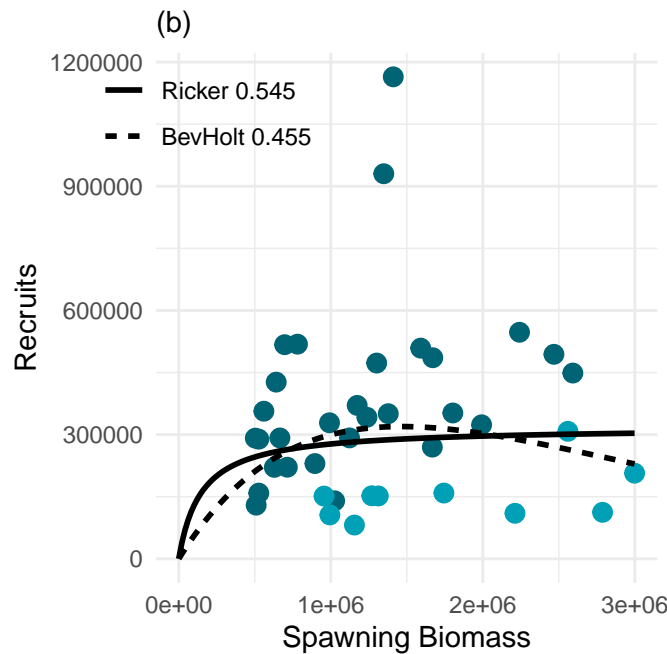 (b)
1200000
Ricker 0.545
BevHolt 0.455
900000
Recruits
600000
300000
0
0e+00 1e+06 2e+06 3e+06
Spawning Biomass